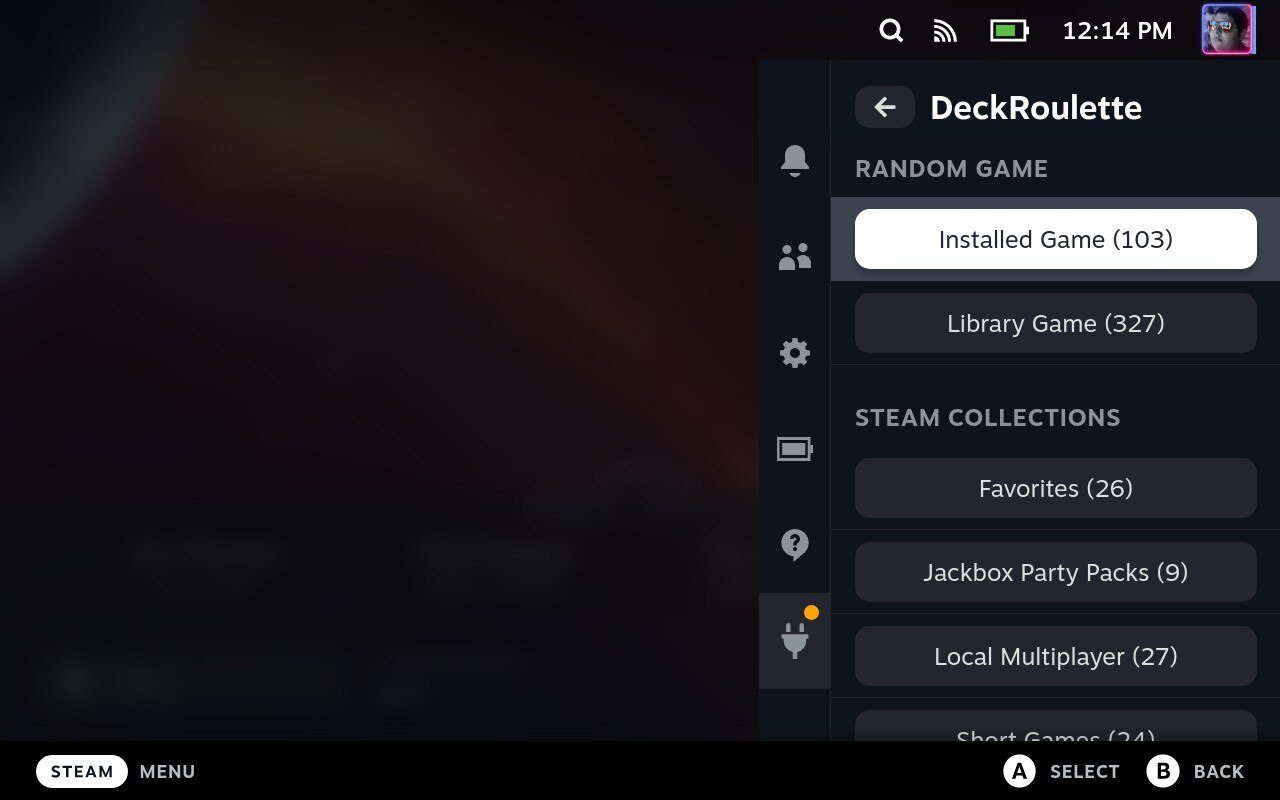 12:14 PM
DeckRoulette
RANDOM GAME
Installed Game (103)
Library Game (327)
STEAM COLLECTIONS
Favorites (26)
Jackbox Party Packs (9)
Local Multiplayer (27)
Short Games (24)
STEAM MENU
A SELECT B BACK